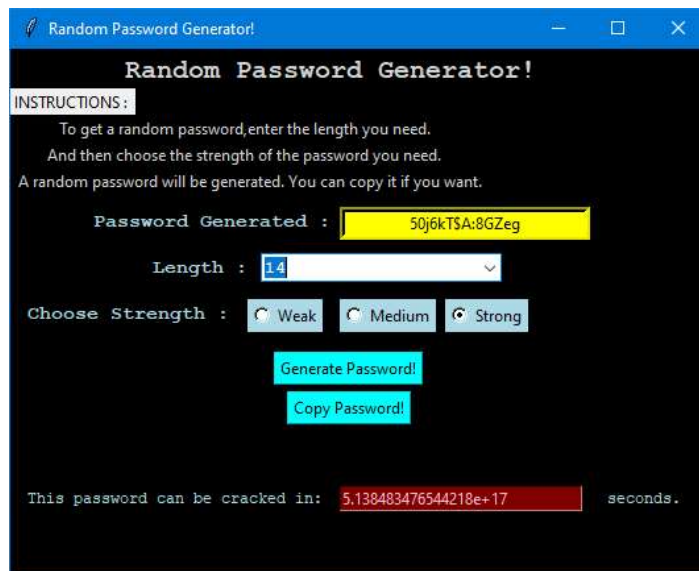 Random Password Generator!
Random Password Generator!
INSTRUCTIONS :
To get a random password,enter the length you need.
And then choose the strength of the password you need.
A random password will be generated. You can copy it if you want.
Password Generated : 50j6kT$A:8GZeg
Length : 14
Choose Strength : Weak Medium Strong
Generate Password!
Copy Password!
This password can be cracked in: 5.138483476544218e+17 seconds.